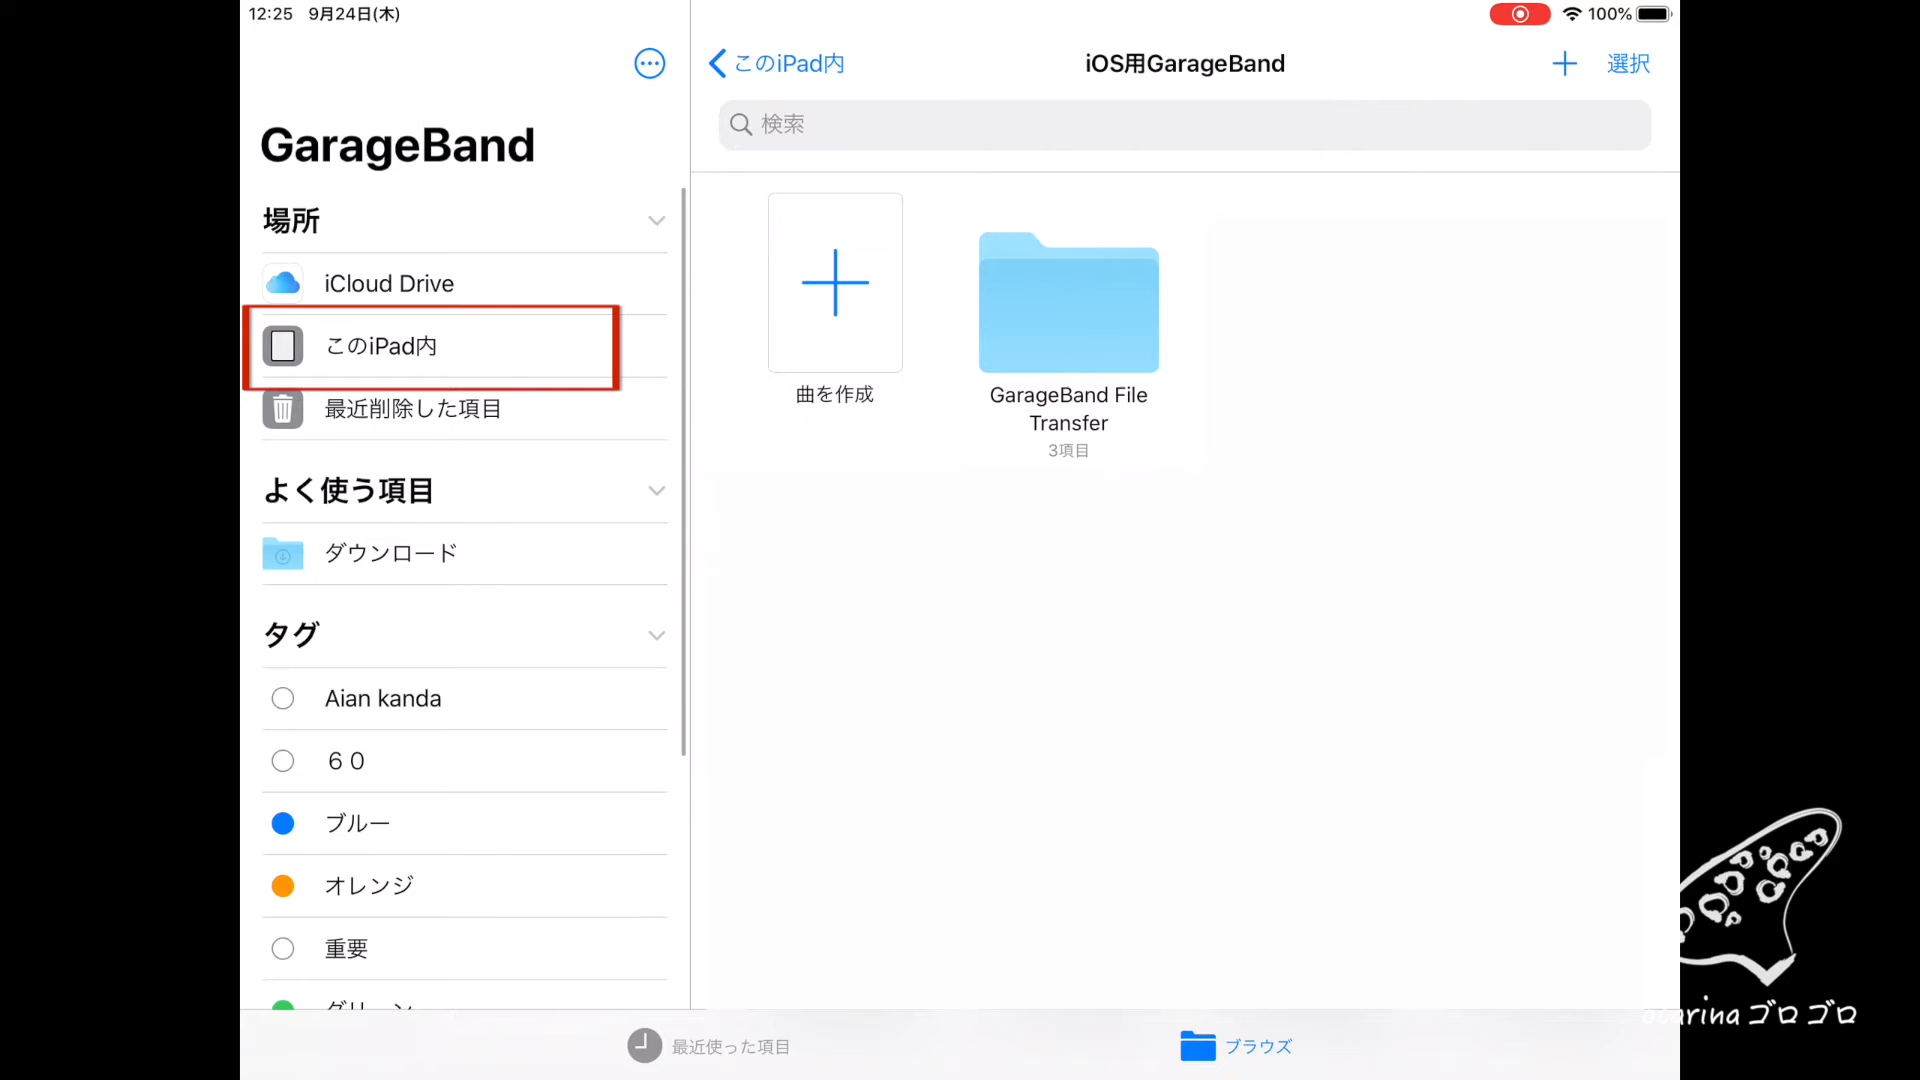 12:25 9月24日(木)
100%
GarageBand
場所
iCloud Drive
このiPad内
最近削除した項目
よく使う項目
ダウンロード
タグ
Aian kanda
６０
ブルー
オレンジ
重要
グリーン
このiPad内
iOS用GarageBand
選択
検索
曲を作成
GarageBand File
Transfer
3項目
最近使った項目
ブラウズ
ocarina ゴロゴロ